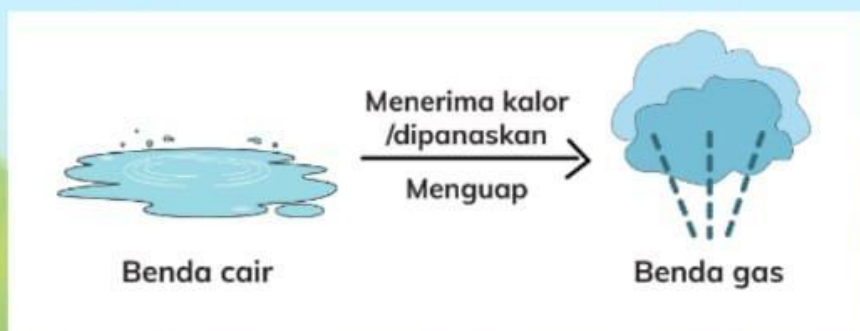 Menerima kalor
/dipanaskan
Menguap
Benda cair
Benda gas